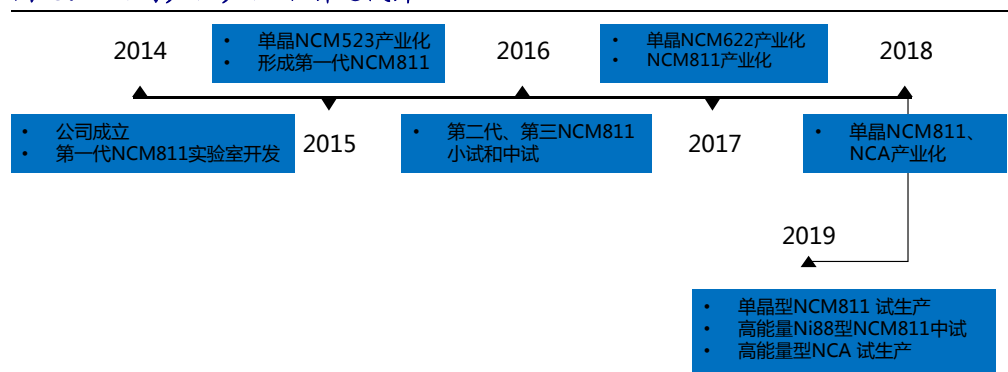 2014
• 单晶NCM523产业化
• 形成第一代NCM811
2016
• 单晶NCM622产业化
• NCM811产业化
2018
• 公司成立
• 第一代NCM811实验室开发
2015
• 第二代、第三NCM811
小试和中试
2017
• 单晶NCM811、
NCA产业化
2019
• 单晶型NCM811 试生产
• 高能量Ni88型NCM811中试
• 高能量型NCA 试生产